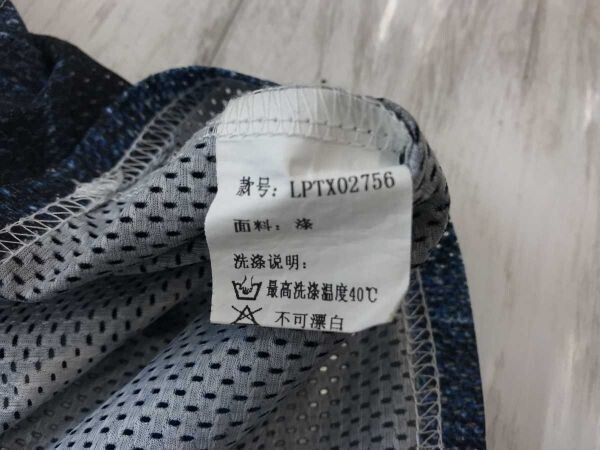 款号: LPTX02756
面料: 涤
洗涤说明:
最高洗涤温度40℃
不可漂白